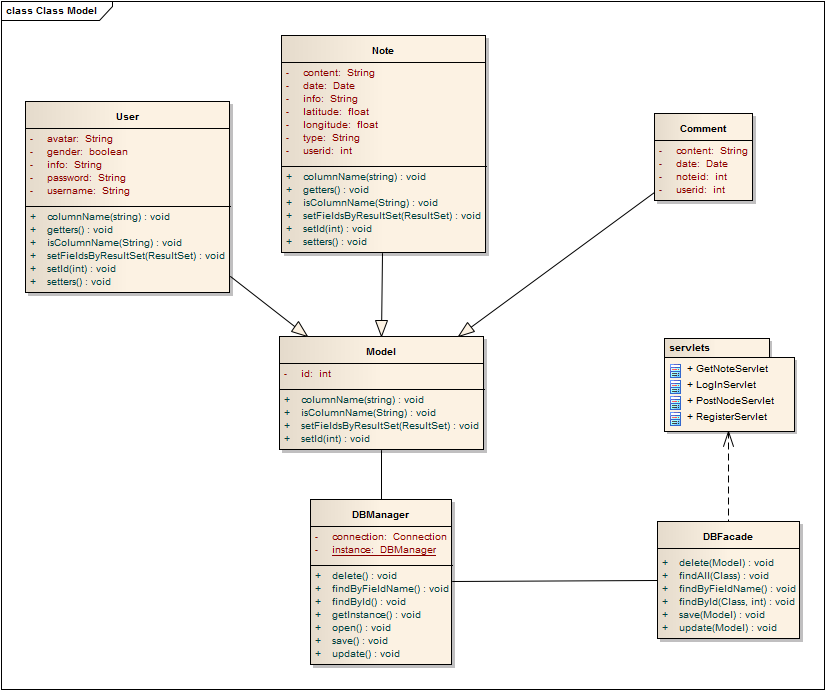 class Class Model
Note
- content: String
- date: Date
- info: String
- latitude: float
- longitude: float
- type: String
- userid: int
+ columnName(string) : void
+ getters() : void
+ isColumnName(String) : void
+ setFieldsByResultSet(ResultSet) : void
+ setId(int) : void
+ setters() : void
User
- avatar: String
- gender: boolean
- info: String
- password: String
- username: String
+ columnName(string) : void
+ getters() : void
+ isColumnName(String) : void
+ setFieldsByResultSet(ResultSet) : void
+ setId(int) : void
+ setters() : void
Comment
- content: String
- date: Date
- noteid: int
- userid: int
Model
- id: int
+ columnName(string) : void
+ isColumnName(String) : void
+ setFieldsByResultSet(ResultSet) : void
+ setId(int) : void
servlets
+ GetNoteServlet
+ LogInServlet
+ PostNodeServlet
+ RegisterServlet
DBManager
- connection: Connection
- instance: DBManager
+ delete() : void
+ findByFieldName() : void
+ findById() : void
+ getInstance() : void
+ open() : void
+ save() : void
+ update() : void
DBFacade
+ delete(Model) : void
+ findAll(Class) : void
+ findByFieldName() : void
+ findById(Class, int) : void
+ save(Model) : void
+ update(Model) : void